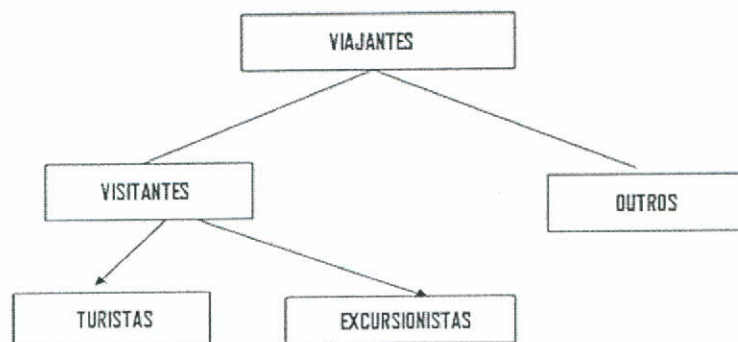 VIAJANTES
VISITANTES
OUTROS
TURISTAS
EXCURSIONISTAS